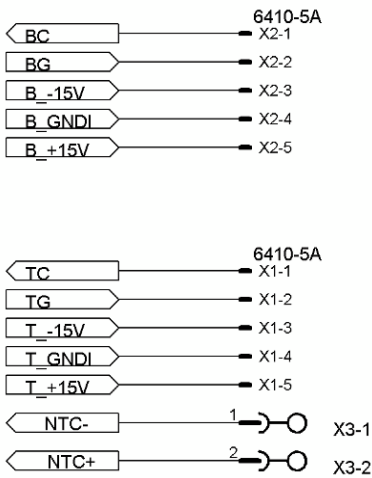 6410-5A
BC X2-1
BG X2-2
B_-15V X2-3
B_GNDI X2-4
B_+15V X2-5
6410-5A
TC X1-1
TG X1-2
T_-15V X1-3
T_GNDI X1-4
T_+15V X1-5
NTC- 1 X3-1
NTC+ 2 X3-2